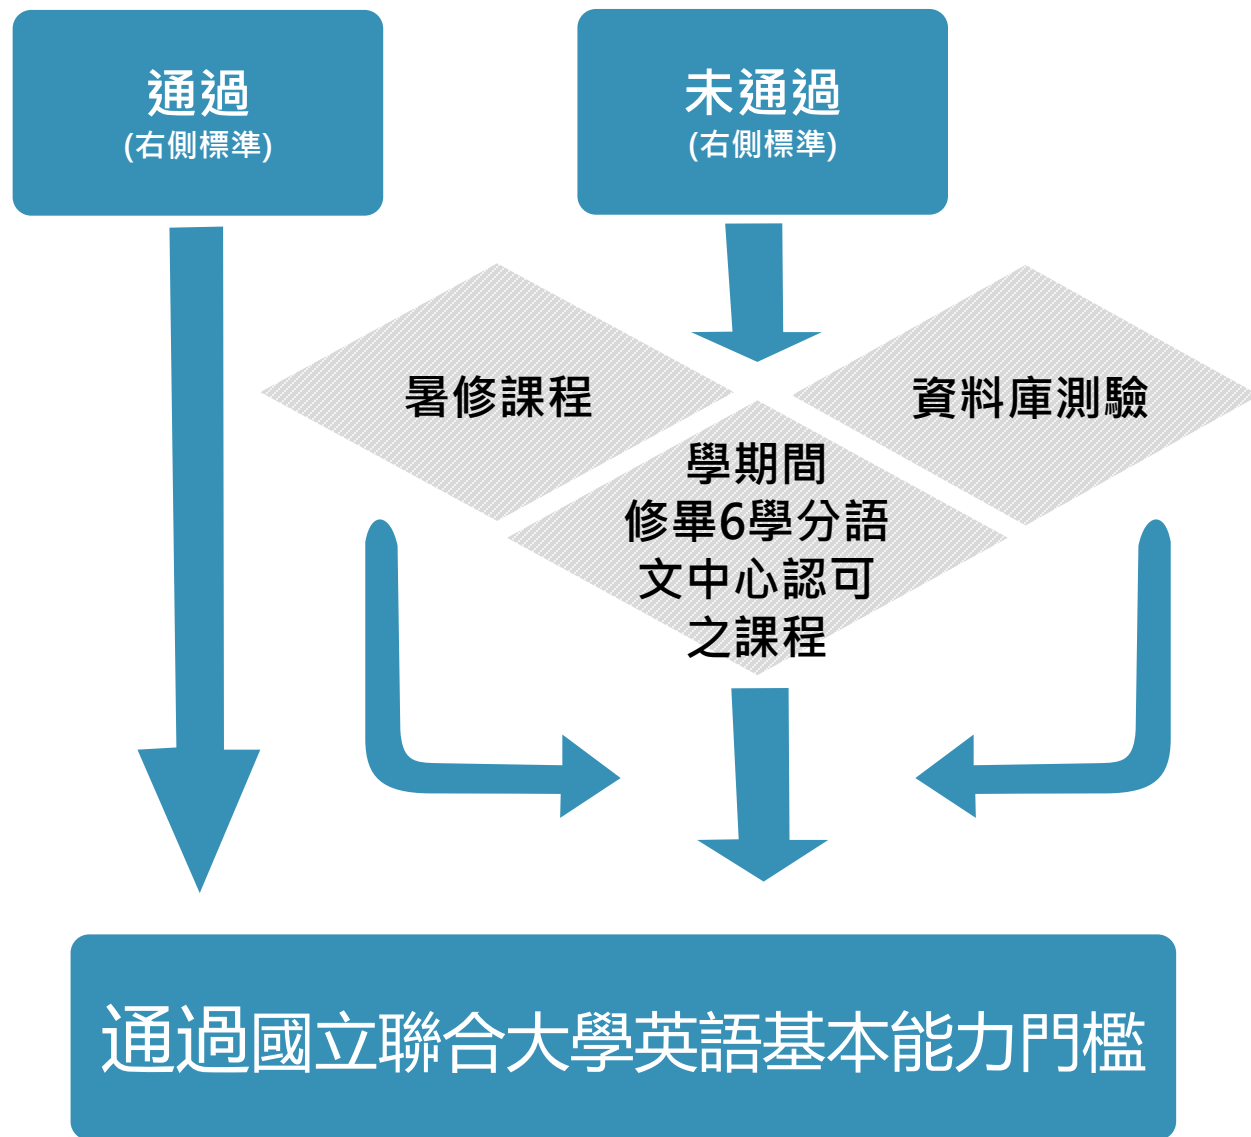 通過
(右側標準)
未通過
(右側標準)
暑修課程
資料庫測驗
學期間
修畢6學分語
文中心認可
之課程
通過國立聯合大學英語基本能力門檻